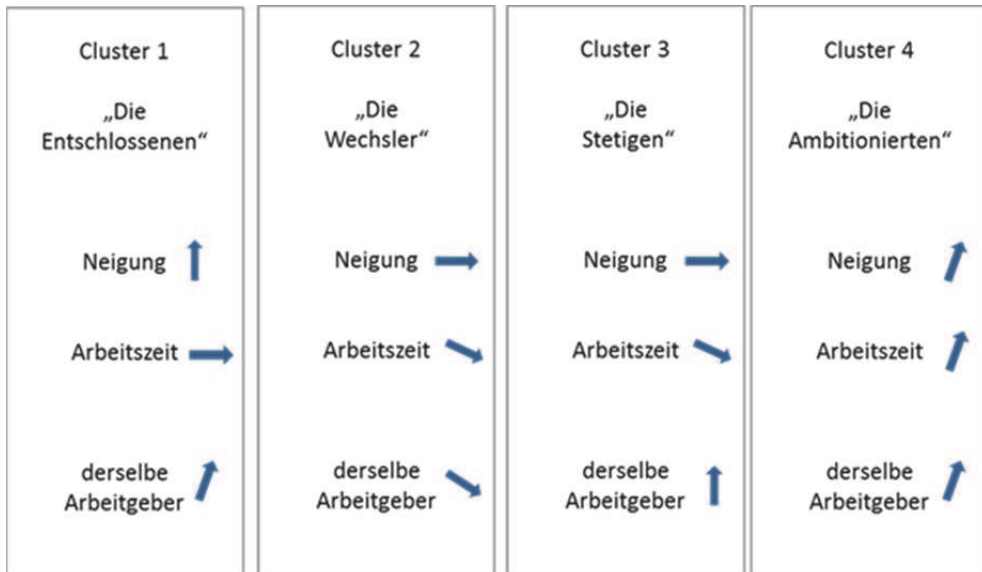 Cluster 1
„Die
Entschlossenen“
Neigung
Arbeitszeit
derselbe
Arbeitgeber
Cluster 2
„Die
Wechsler“
Neigung
Arbeitszeit
derselbe
Arbeitgeber
Cluster 3
„Die
Stetigen“
Neigung
Arbeitszeit
derselbe
Arbeitgeber
Cluster 4
„Die
Ambitionierten“
Neigung
Arbeitszeit
derselbe
Arbeitgeber